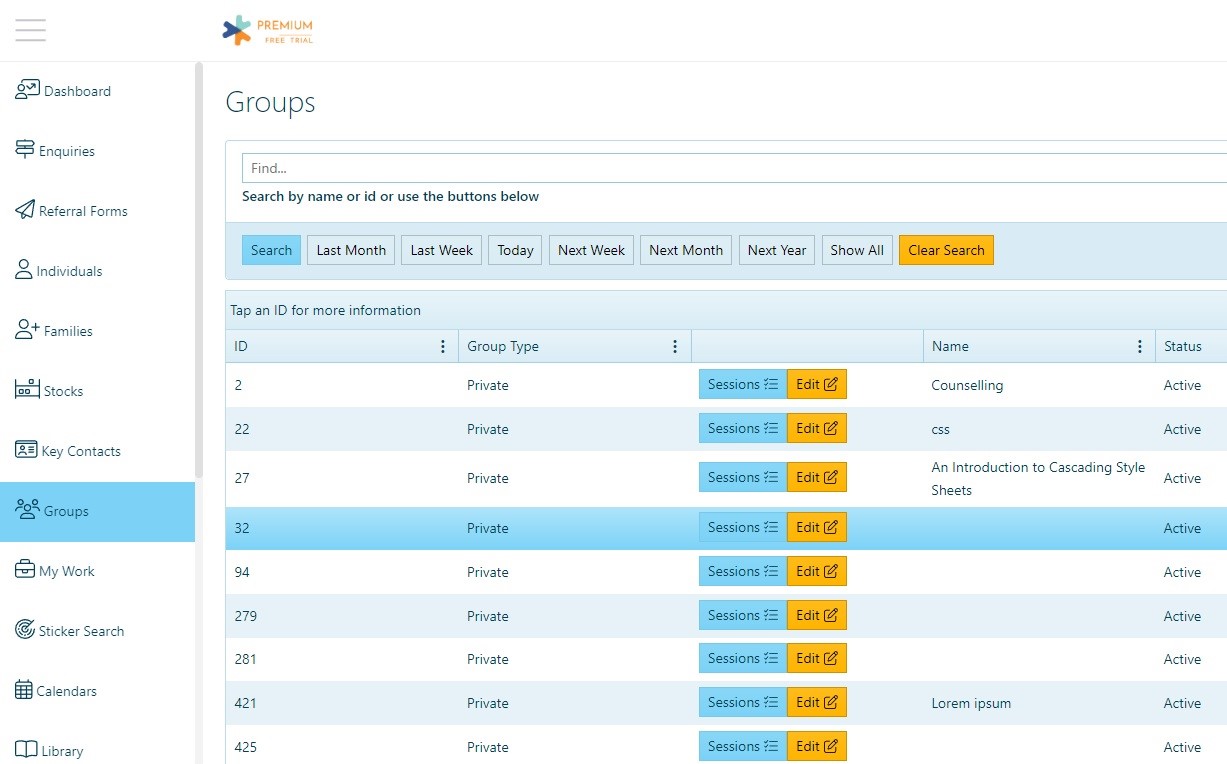 PREMIUM
FREE TRIAL
Dashboard
Enquiries
Referral Forms
Individuals
Families
Stocks
Key Contacts
Groups
My Work
Sticker Search
Calendars
Library
Groups
Find...
Search by name or id or use the buttons below
Search Last Month Last Week Today Next Week Next Month Next Year Show All Clear Search
Tap an ID for more information
ID Group Type Name Status
2 Private Sessions Edit Counselling Active
22 Private Sessions Edit css Active
27 Private Sessions Edit An Introduction to Cascading Style
Sheets Active
32 Private Sessions Edit Active
94 Private Sessions Edit Active
279 Private Sessions Edit Active
281 Private Sessions Edit Active
421 Private Sessions Edit Lorem ipsum Active
425 Private Sessions Edit Active